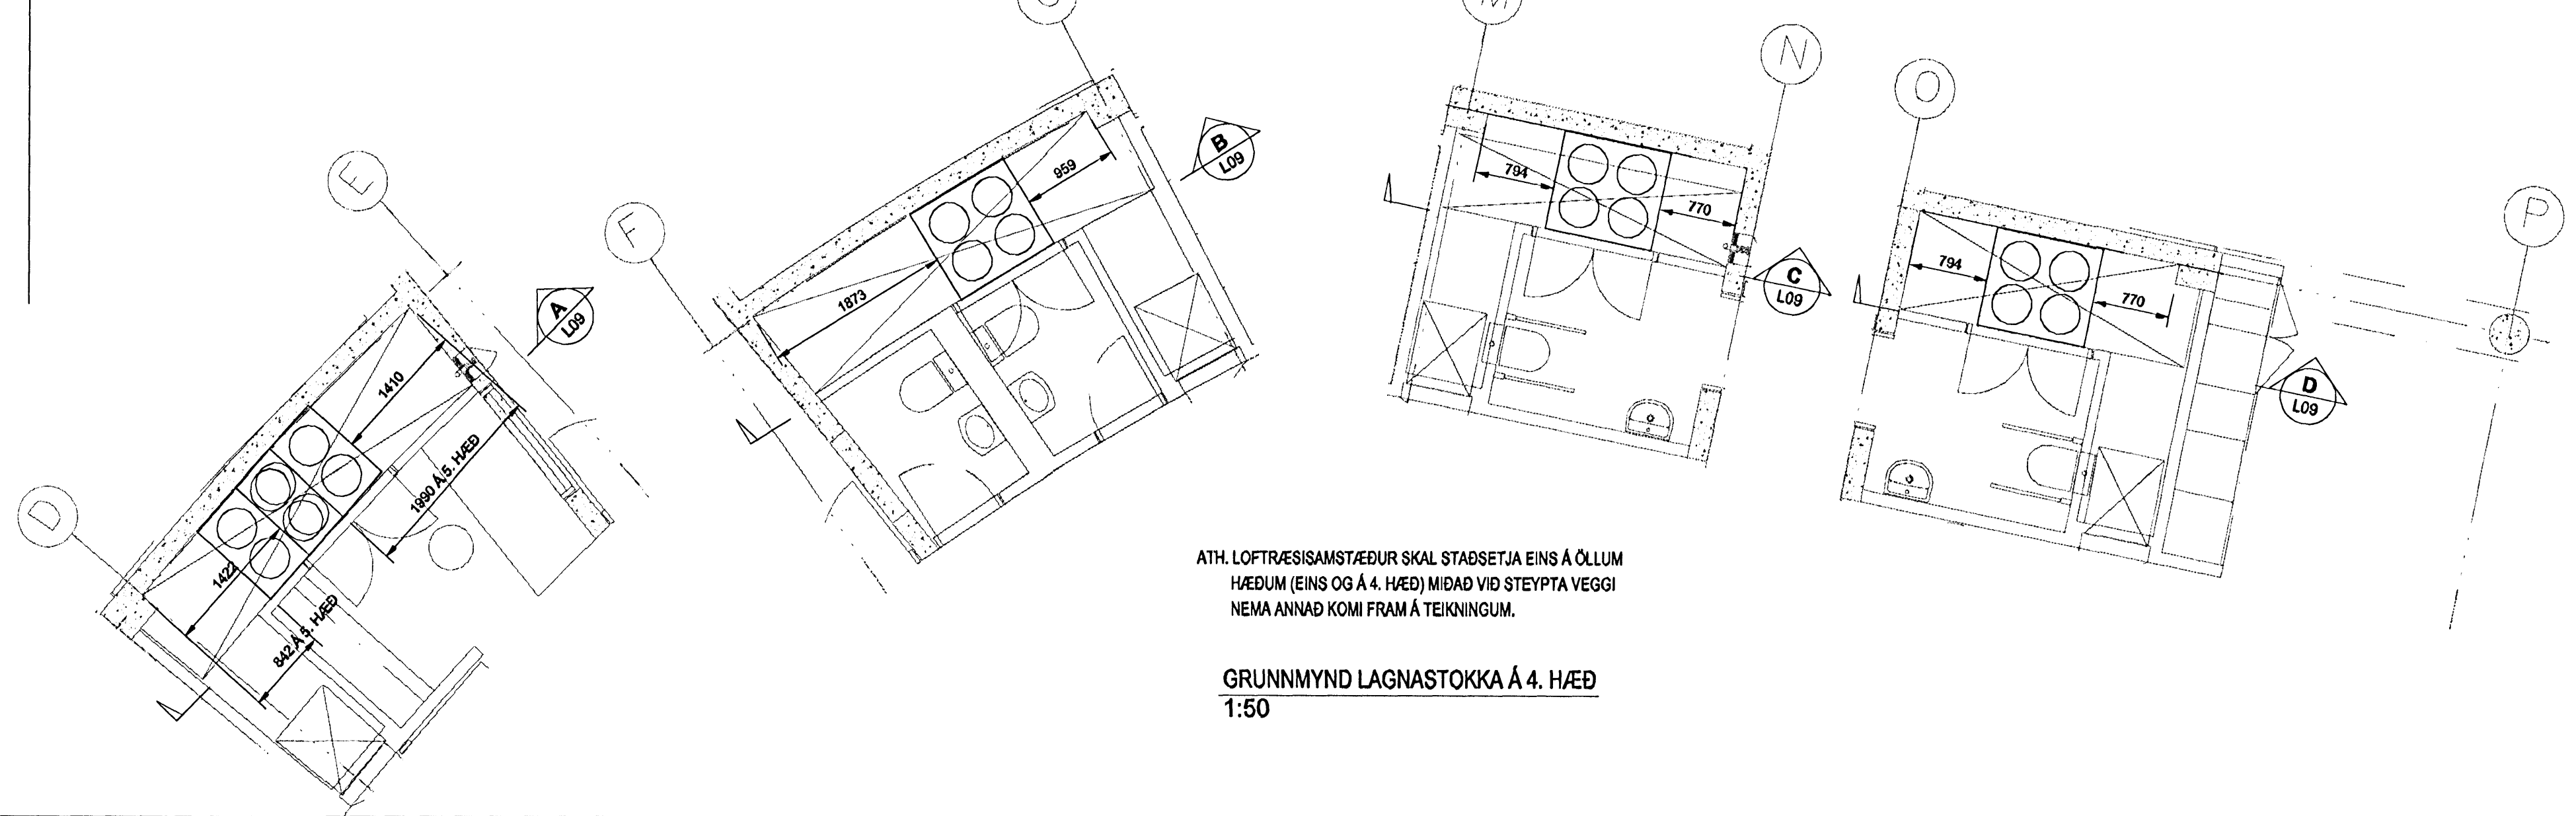 M
N
O
P
E
F
D
A
L09
B
L09
C
L09
D
L09
1410
1990 Á 5. HÆÐ
1422
842 Á 5. HÆÐ
1873
959
794
770
794
770
ATH. LOFTRÆSISAMSTÆÐUR SKAL STAÐSETJA EINS Á ÖLLUM
HÆÐUM (EINS OG Á 4. HÆÐ) MIÐAÐ VIÐ STEYPTA VEGGI
NEMA ANNAÐ KOMI FRAM Á TEIKNINGUM.
GRUNNMYND LAGNASTOKKA Á 4. HÆÐ
1:50